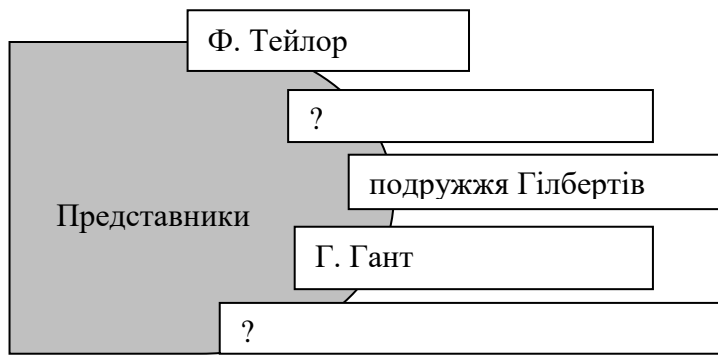 Ф. Тейлор
?
подружжя Гілбертів
Представники
Г. Гант
?